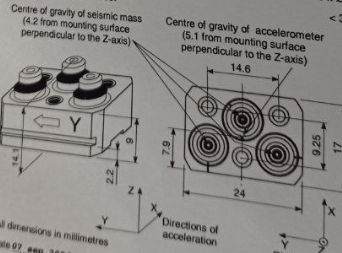 Centre of gravity of seismic mass
(4.2 from mounting surface
perpendicular to the Z-axis)
Centre of gravity of accelerometer
(5.1 from mounting surface
perpendicular to the Z-axis)
< 3
14.6
Y
14.1
9
2.2
7.9
9.25
17
24
Z
X
Y
Directions of
acceleration
X
Y
Z
dimensions in millimetres
07